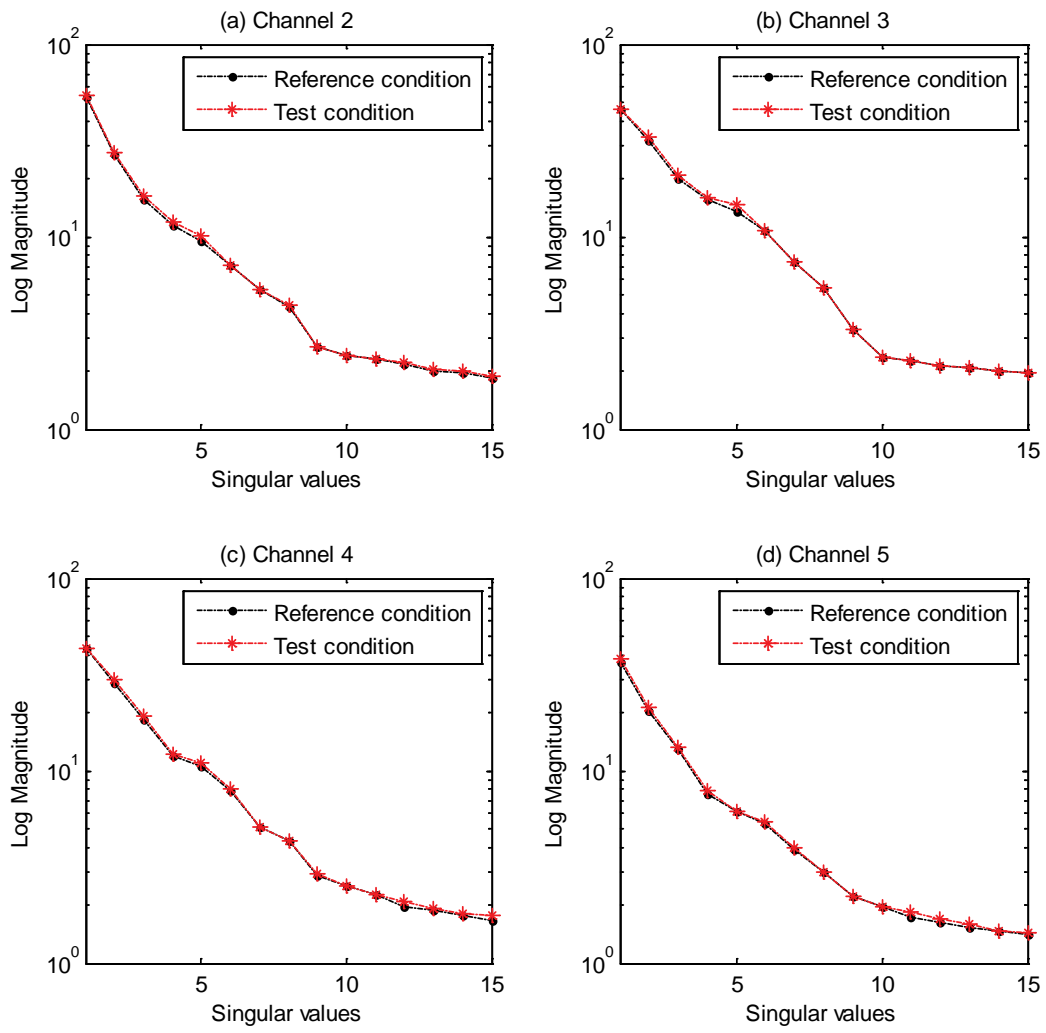 (a) Channel 2
10^2
10^1
10^0
Log Magnitude
Reference condition
Test condition
5
10
15
Singular values
(b) Channel 3
10^2
10^1
10^0
Log Magnitude
Reference condition
Test condition
5
10
15
Singular values
(c) Channel 4
10^2
10^1
10^0
Log Magnitude
Reference condition
Test condition
5
10
15
Singular values
(d) Channel 5
10^2
10^1
10^0
Log Magnitude
Reference condition
Test condition
5
10
15
Singular values